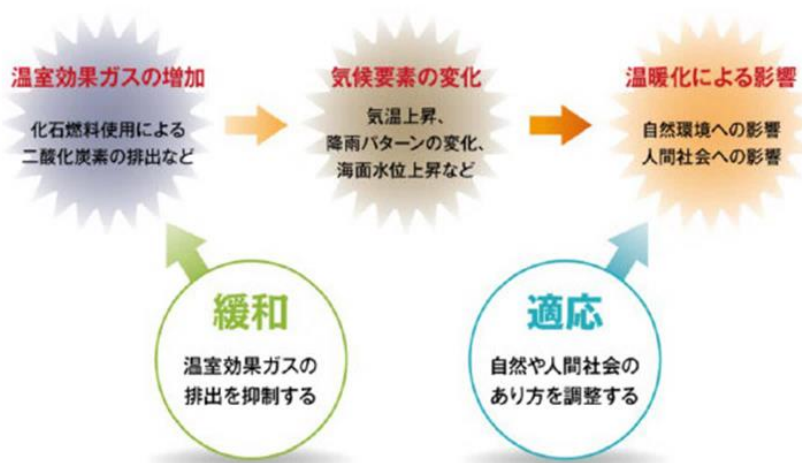 温室効果ガスの増加
化石燃料使用による
二酸化炭素の排出など
気候要素の変化
気温上昇、
降雨パターンの変化、
海面水位上昇など
温暖化による影響
自然環境への影響
人間社会への影響
緩和
温室効果ガスの
排出を抑制する
適応
自然や人間社会の
あり方を調整する